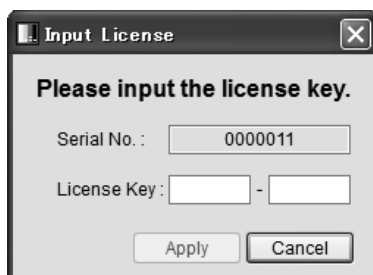 Input License
Please input the license key.
Serial No. : 0000011
License Key : -
Apply Cancel